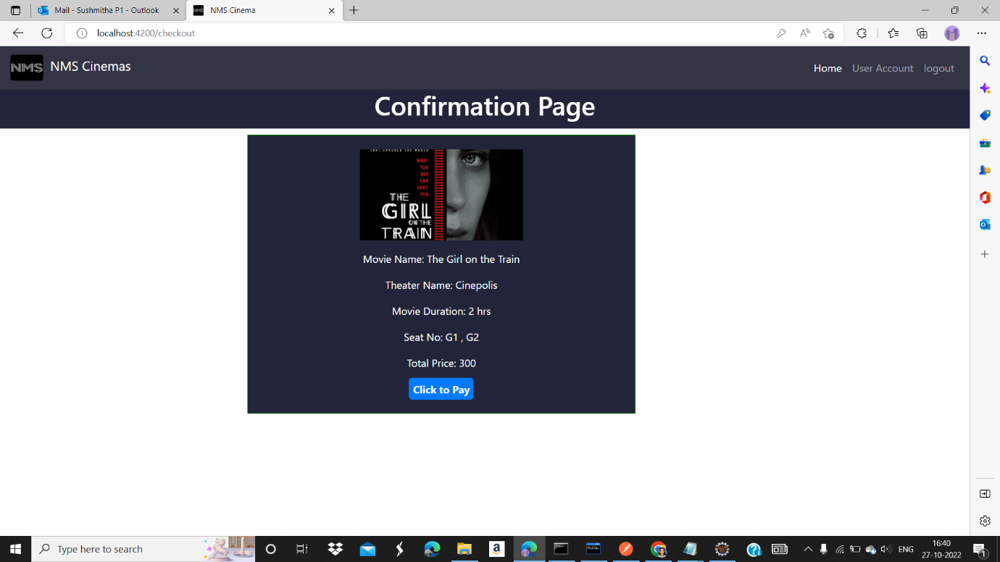 Mail - Sushmitha P1 - Outlook
NMS NMS Cinema
localhost:4200/checkout
NMS NMS Cinemas
Home User Account logout
Confirmation Page
THAT SHOCKED THE WORLD
WHAT
YOU
SEE
CAN
HURT
YOU
THE
GIRL
ON THE
TRAIN
Movie Name: The Girl on the Train
Theater Name: Cinepolis
Movie Duration: 2 hrs
Seat No: G1 , G2
Total Price: 300
Click to Pay
Type here to search
a
MySQL
ENG
16:40
27-10-2022
1